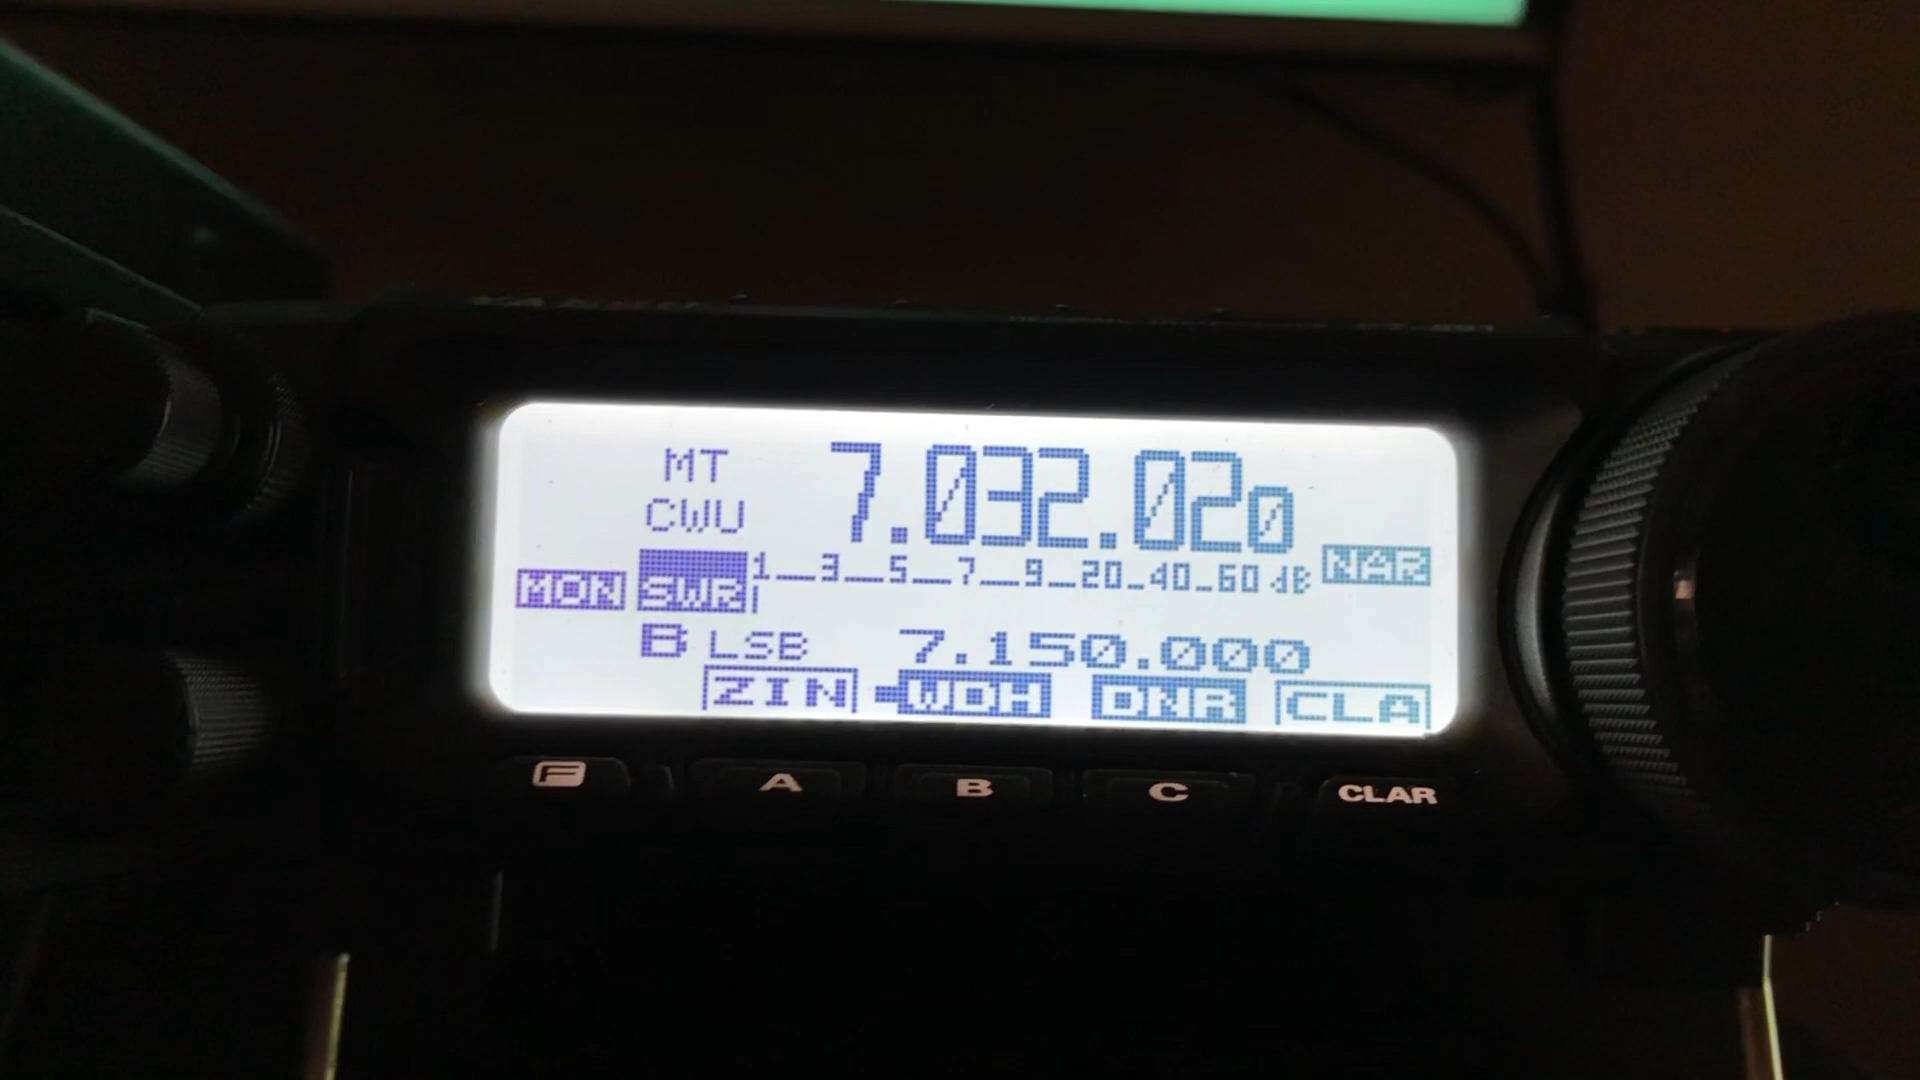 MT 7.032.020
CWU
MON SWR 1 3 5 7 9 20 40 60 dB NAR
B LSB 7.150.000
ZIN WDH DNR CLA
F A B C CLAR